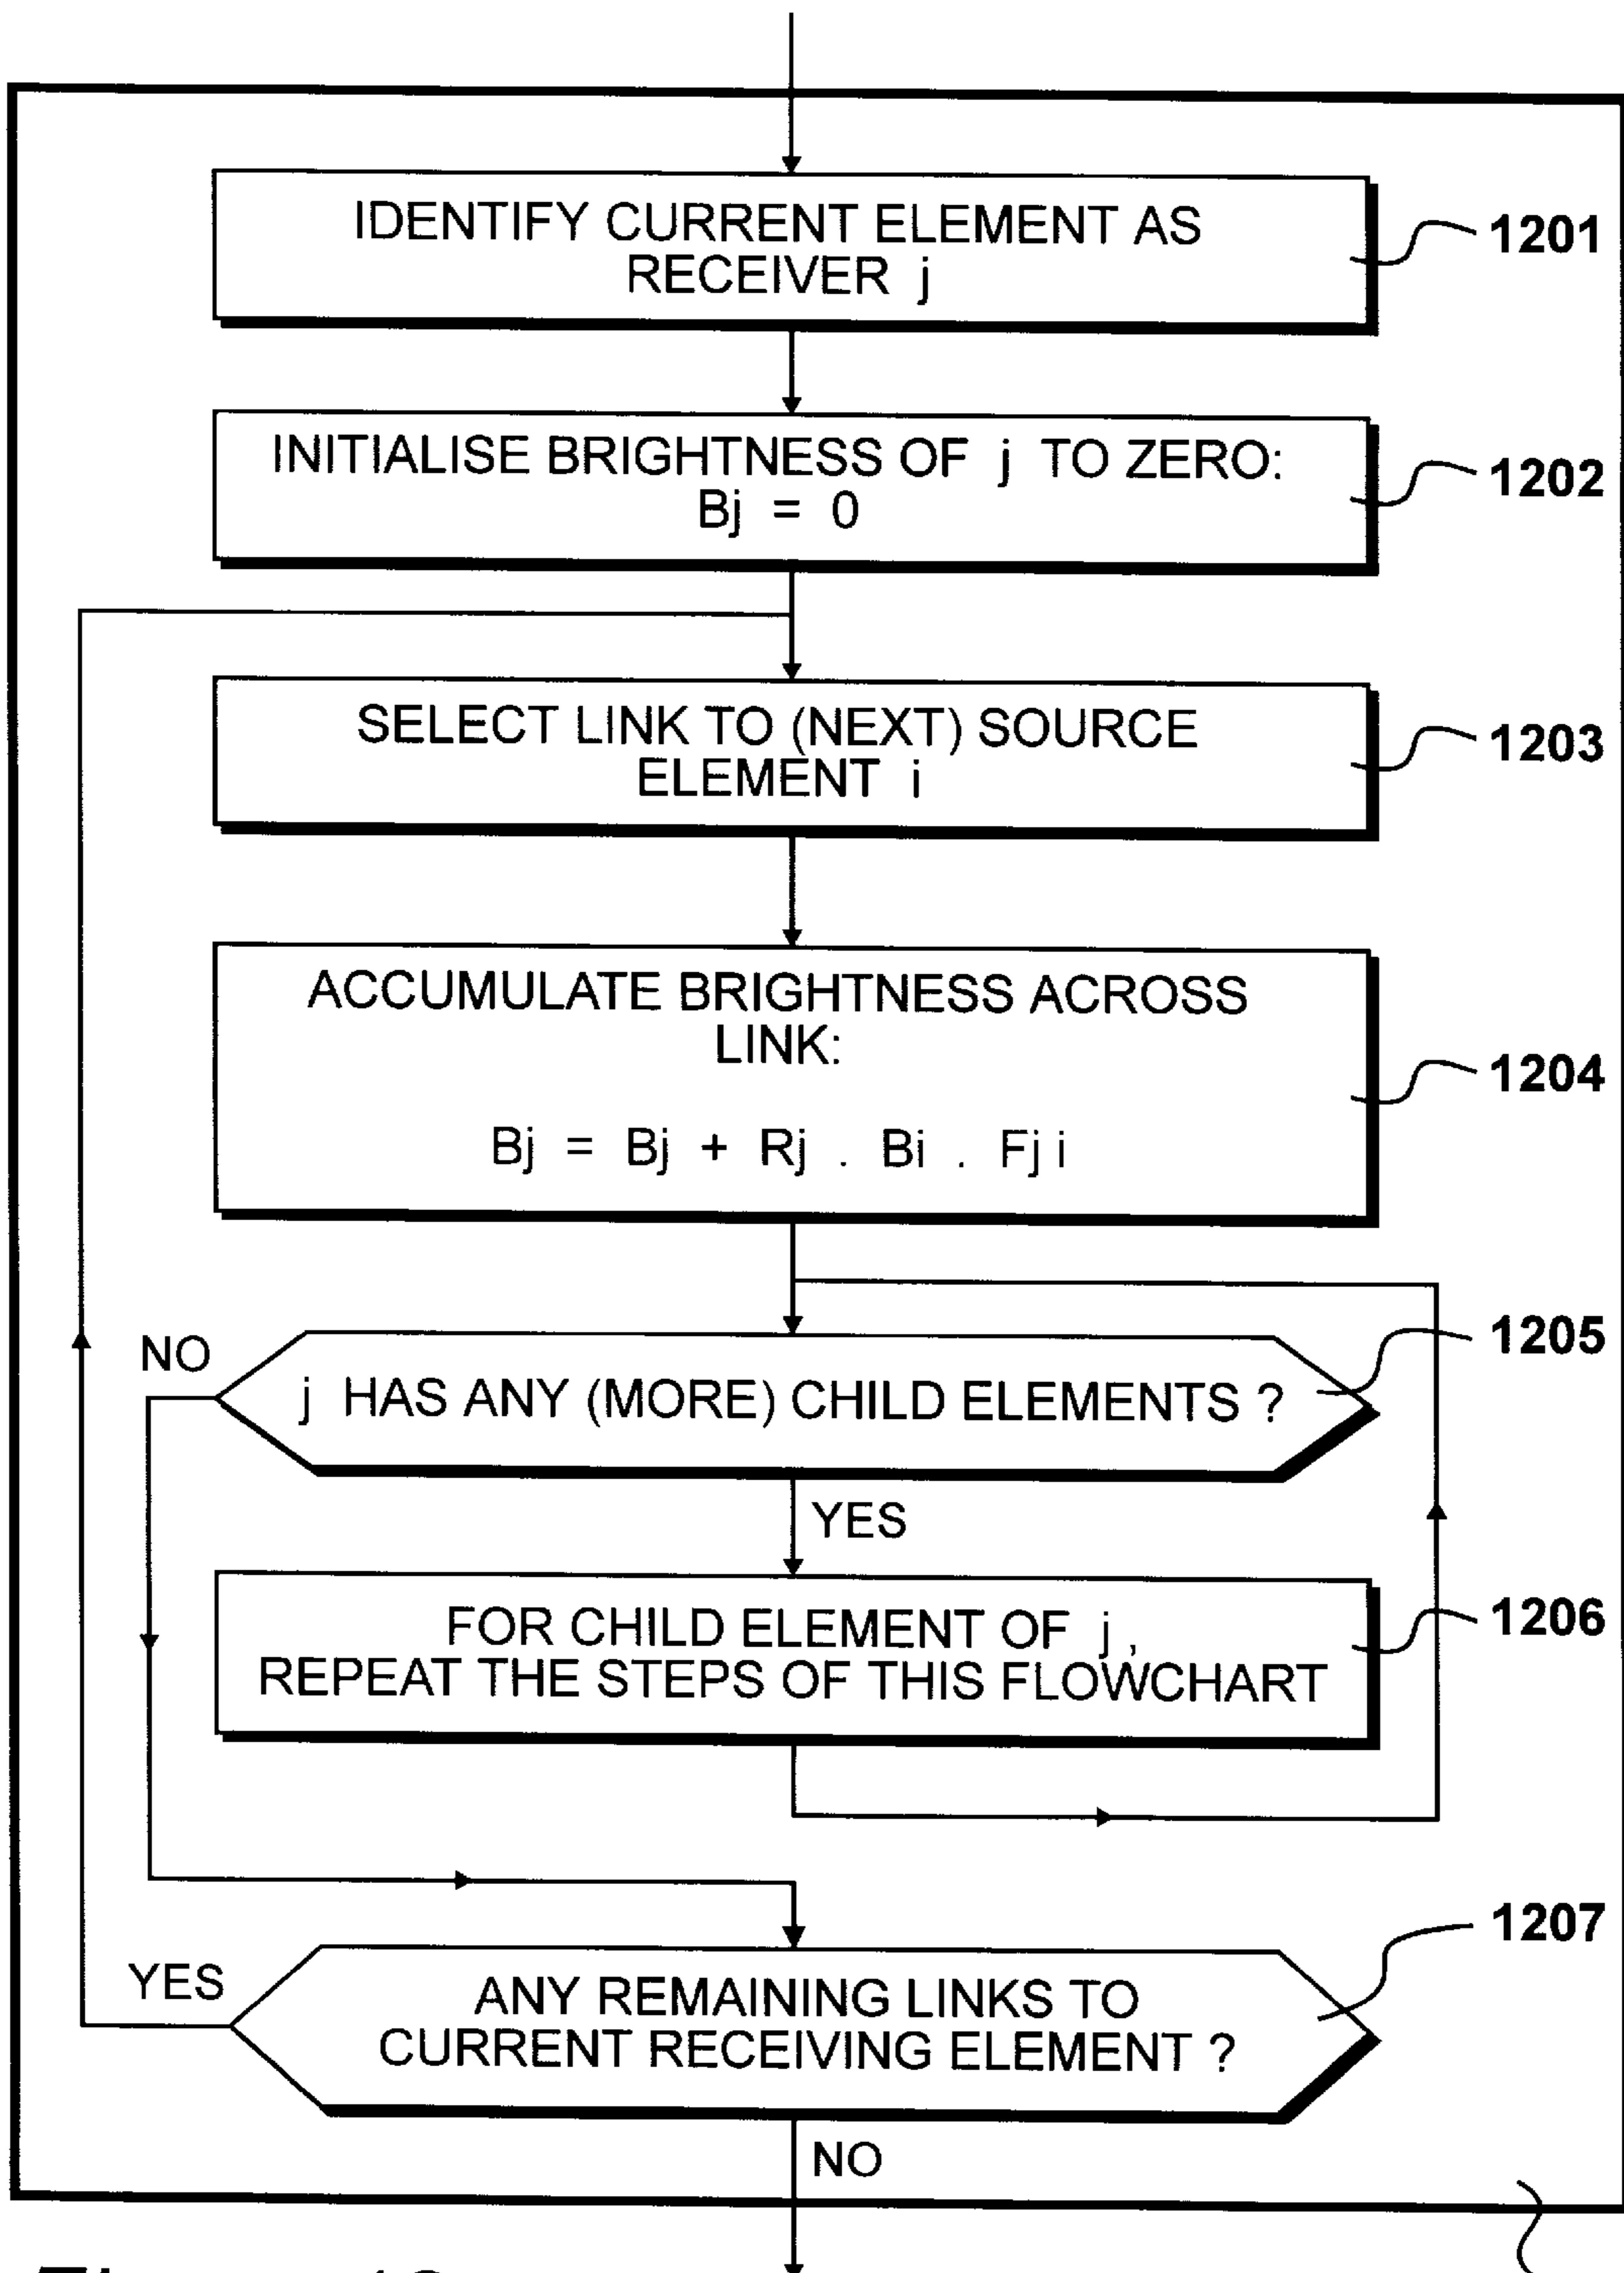 IDENTIFY CURRENT ELEMENT AS
RECEIVER j
1201
INITIALISE BRIGHTNESS OF j TO ZERO:
Bj = 0
1202
SELECT LINK TO (NEXT) SOURCE
ELEMENT i
1203
ACCUMULATE BRIGHTNESS ACROSS
LINK:
Bj = Bj + Rj . Bi . Fj i
1204
NO
j HAS ANY (MORE) CHILD ELEMENTS ?
1205
YES
FOR CHILD ELEMENT OF j ,
REPEAT THE STEPS OF THIS FLOWCHART
1206
YES
ANY REMAINING LINKS TO
CURRENT RECEIVING ELEMENT ?
1207
NO